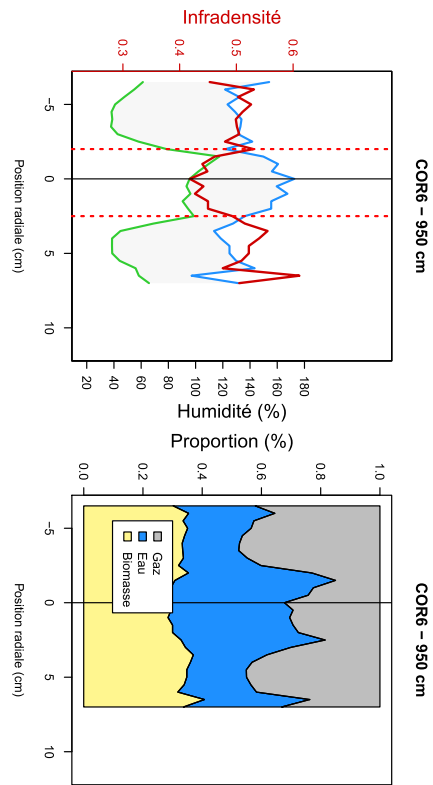 Infradensité
0.3 0.4 0.5 0.6
COR6 − 950 cm
Position radiale (cm)
−5 0 5 10
20 40 60 80 100 120 140 160 180
Humidité (%)
Proportion (%)
0.0 0.2 0.4 0.6 0.8 1.0
COR6 − 950 cm
Gaz
Eau
Biomasse
Position radiale (cm)
−5 0 5 10